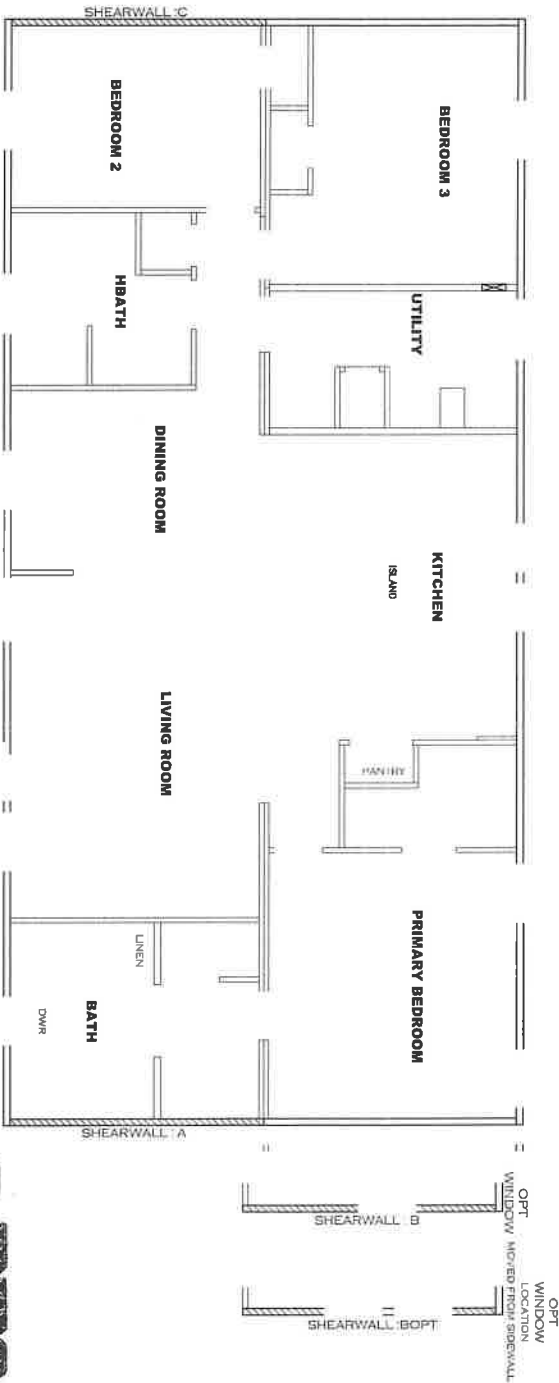 SHEARWALL :C
BEDROOM 2
BEDROOM 3
HBATH
UTILITY
DINING ROOM
KITCHEN
ISLAND
LIVING ROOM
PANTRY
PRIMARY BEDROOM
LINEN
BATH
DWR
SHEARWALL : A
OPT
WINDOW MOVED FROM SIDEWALL
SHEARWALL : B
OPT
WINDOW
LOCATION
SHEARWALL :BOPT